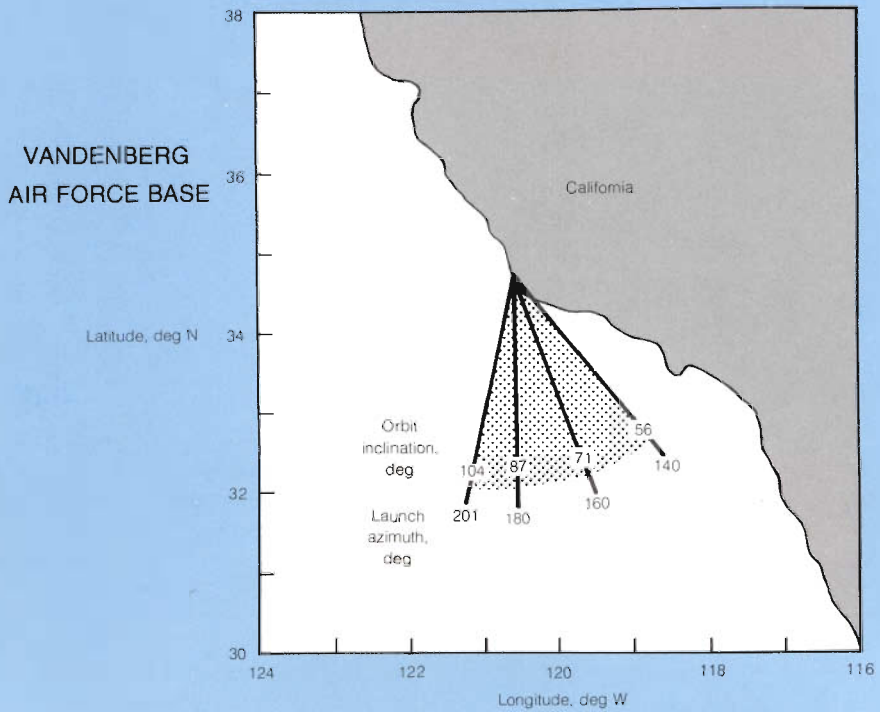 VANDENBERG
AIR FORCE BASE
38
36
Latitude, deg N
34
32
30
California
Orbit
inclination,
deg
104
87
71
56
Launch
azimuth,
deg
201
180
160
140
124
122
120
118
116
Longitude, deg W